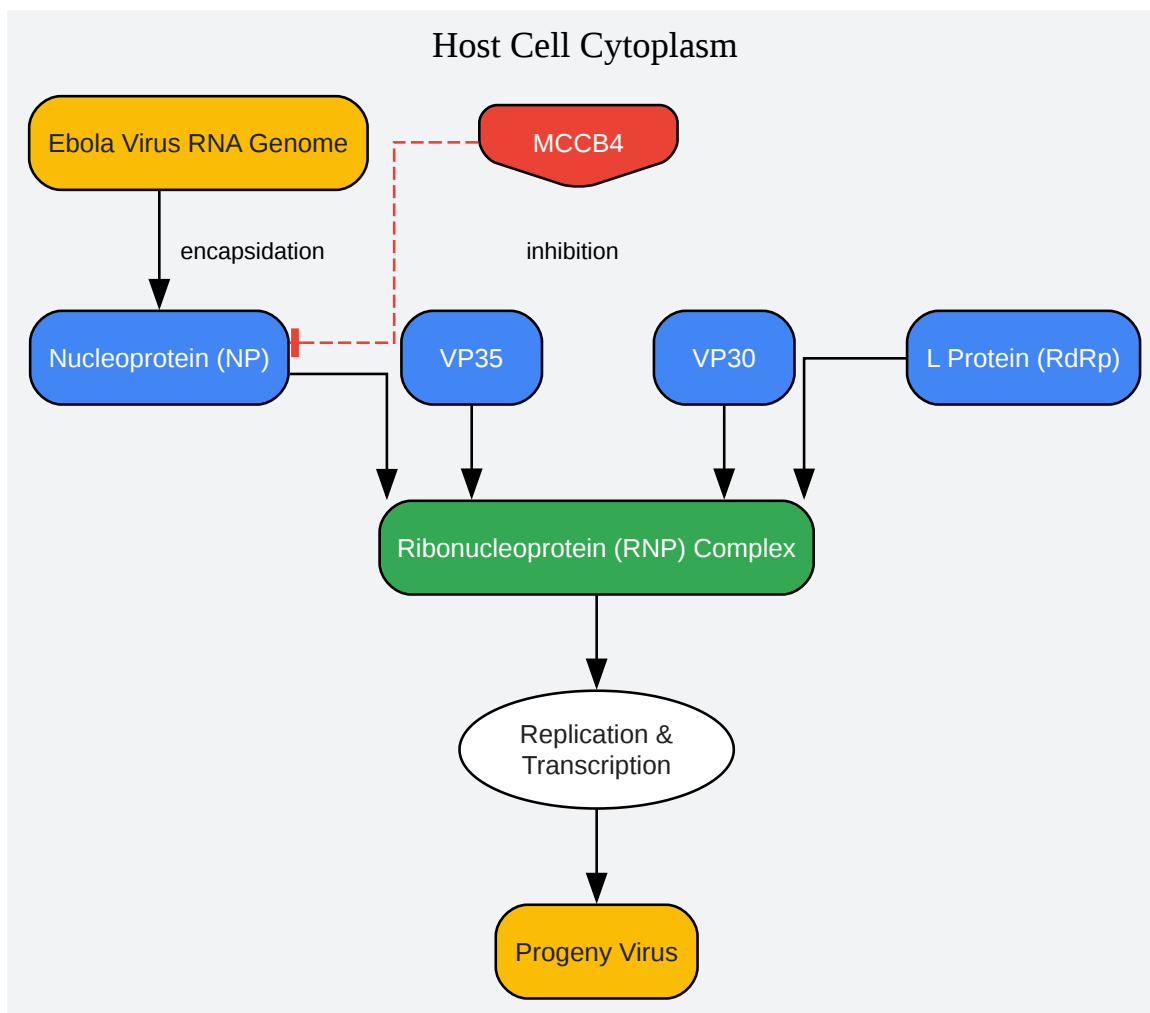 Host Cell Cytoplasm
Ebola Virus RNA Genome
MCCB4
encapsidation
inhibition
Nucleoprotein (NP)
VP35
VP30
L Protein (RdRp)
Ribonucleoprotein (RNP) Complex
Replication &
Transcription
Progeny Virus